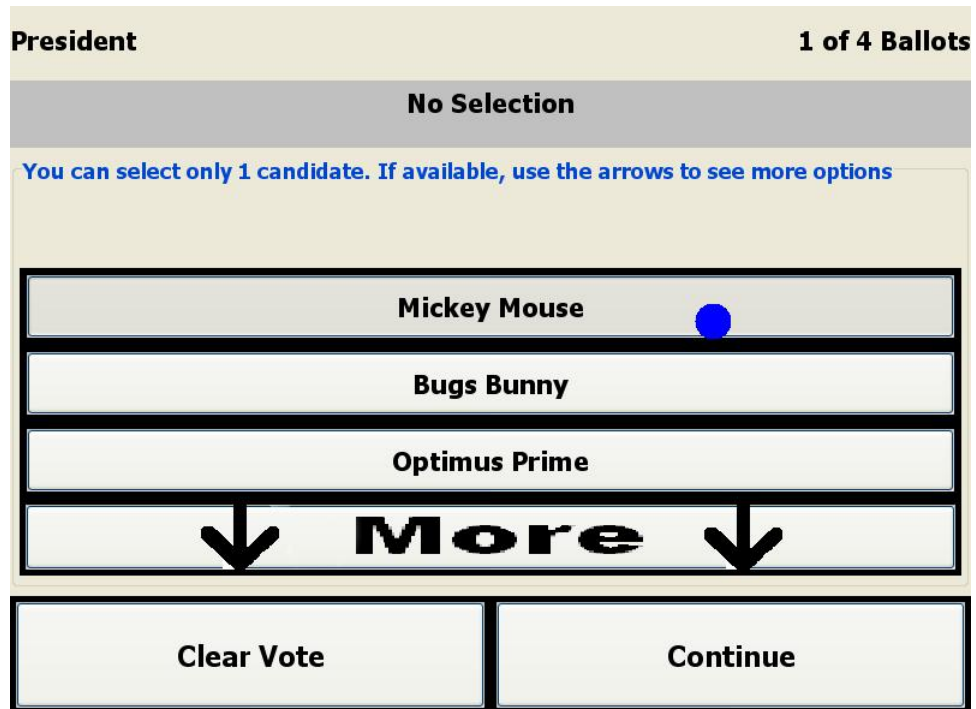 President
1 of 4 Ballots
No Selection
You can select only 1 candidate. If available, use the arrows to see more options
Mickey Mouse
Bugs Bunny
Optimus Prime
More
Clear Vote
Continue